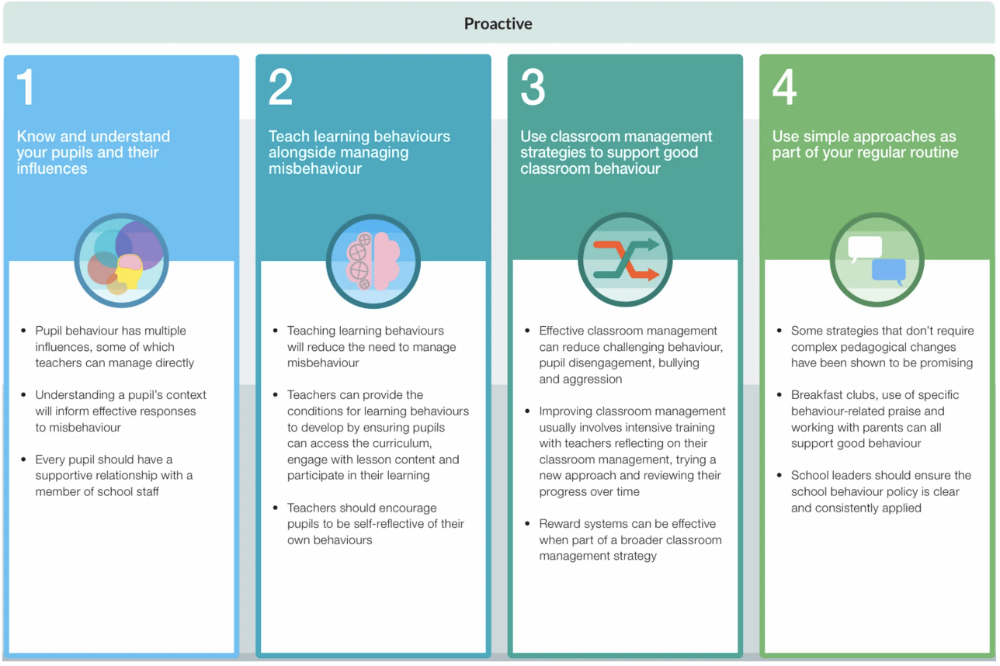 Proactive
1
Know and understand
your pupils and their
influences
• Pupil behaviour has multiple
influences, some of which
teachers can manage directly
• Understanding a pupil’s context
will inform effective responses
to misbehaviour
• Every pupil should have a
supportive relationship with a
member of school staff
2
Teach learning behaviours
alongside managing
misbehaviour
• Teaching learning behaviours
will reduce the need to manage
misbehaviour
• Teachers can provide the
conditions for learning behaviours
to develop by ensuring pupils
can access the curriculum,
engage with lesson content and
participate in their learning
• Teachers should encourage
pupils to be self-reflective of their
own behaviours
3
Use classroom management
strategies to support good
classroom behaviour
• Effective classroom management
can reduce challenging behaviour,
pupil disengagement, bullying
and aggression
• Improving classroom management
usually involves intensive training
with teachers reflecting on their
classroom management, trying a
new approach and reviewing their
progress over time
• Reward systems can be effective
when part of a broader classroom
management strategy
4
Use simple approaches as
part of your regular routine
• Some strategies that don’t require
complex pedagogical changes
have been shown to be promising
• Breakfast clubs, use of specific
behaviour-related praise and
working with parents can all
support good behaviour
• School leaders should ensure the
school behaviour policy is clear
and consistently applied